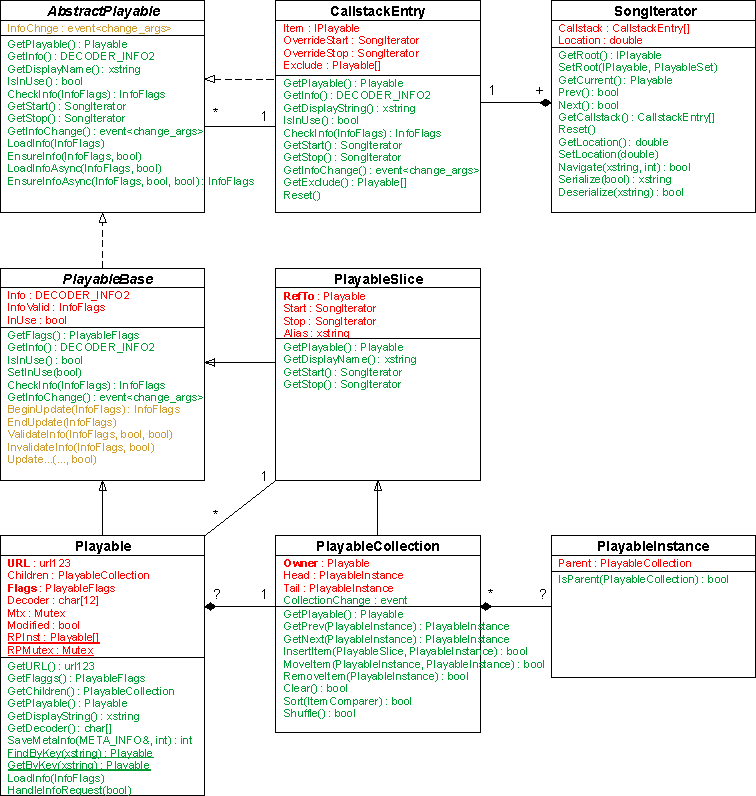 AbstractPlayable
InfoChnge : event<change_args>
GetPlayable() : Playable
GetInfo() : DECODER_INFO2
GetDisplayName() : xstring
IsInUse() : bool
CheckInfo(InfoFlags) : InfoFlags
GetStart() : SongIterator
GetStop() : SongIterator
GetInfoChange() : event<change_args>
LoadInfo(InfoFlags)
EnsureInfo(InfoFlags, bool)
LoadInfoAsync(InfoFlags, bool)
EnsureInfoAsync(InfoFlags, bool, bool) : InfoFlags
*
1
CallstackEntry
Item : IPlayable
OverrideStart : SongIterator
OverrideStop : SongIterator
Exclude : Playable[]
GetPlayable() : Playable
GetInfo() : DECODER_INFO2
GetDisplayString() : xstring
IsInUse() : bool
CheckInfo(InfoFlags) : InfoFlags
GetStart() : SongIterator
GetStop() : SongIterator
GetInfoChange() : event<change_args>
GetExclude() : Playable[]
Reset()
1
+
SongIterator
Callstack : CallstackEntry[]
Location : double
GetRoot() : IPlayable
SetRoot(IPlayable, PlayableSet)
GetCurrent() : Playable
Prev() : bool
Next() : bool
GetCallstack() : CallstackEntry[]
Reset()
GetLocation() : double
SetLocation(double)
Navigate(xstring, int) : bool
Serialize(bool) : xstring
Deserialize(xstring) : bool
PlayableBase
Info : DECODER_INFO2
InfoValid : InfoFlags
InUse : bool
GetFlags() : PlayableFlags
GetInfo() : DECODER_INFO2
IsInUse() : bool
SetInUse(bool)
CheckInfo(InfoFlags) : InfoFlags
GetInfoChange() : event<change_args>
BeginUpdate(InfoFlags) : InfoFlags
EndUpdate(InfoFlags)
ValidateInfo(InfoFlags, bool, bool)
InvalidateInfo(InfoFlags, bool)
Update...(..., bool)
PlayableSlice
RefTo : Playable
Start : SongIterator
Stop : SongIterator
Alias : xstring
GetPlayable() : Playable
GetDisplayName() : xstring
GetStart() : SongIterator
GetStop() : SongIterator
1
*
Playable
URL : url123
Children : PlayableCollection
Flags : PlayableFlags
Decoder : char[12]
Mtx : Mutex
Modified : bool
RPInst : Playable[]
RPMutex : Mutex
GetURL() : url123
GetFlaggs() : PlayableFlags
GetChildren() : PlayableCollection
GetPlayable() : Playable
GetDisplayString() : xstring
GetDecoder() : char[]
SaveMetaInfo(META_INFO&, int) : int
FindByKey(xstring) : Playable
GetByKey(xstring) : Playable
LoadInfo(InfoFlags)
HandleInfoRequest(bool)
?
1
PlayableCollection
Owner : Playable
Head : PlayableInstance
Tail : PlayableInstance
CollectionChange : event
GetPlayable() : Playable
GetPrev(PlayableInstance) : PlayableInstance
GetNext(PlayableInstance) : PlayableInstance
InsertItem(PlayableSlice, PlayableInstance) : bool
MoveItem(PlayableInstance, PlayableInstance) : bool
RemoveItem(PlayableInstance) : bool
Clear() : bool
Sort(ItemComparer) : bool
Shuffle() : bool
*
?
PlayableInstance
Parent : PlayableCollection
IsParent(PlayableCollection) : bool